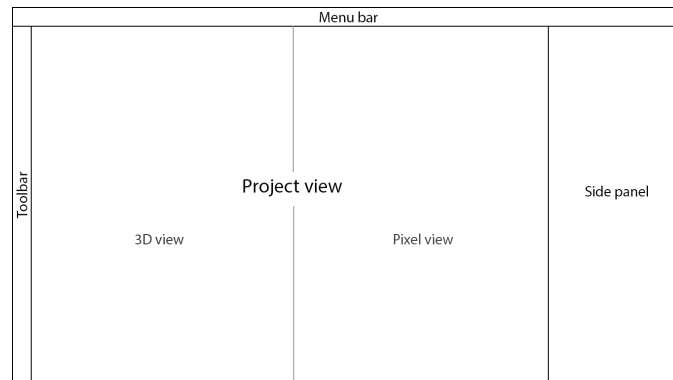 Menu bar
Toolbar
Project view
3D view
Pixel view
Side panel